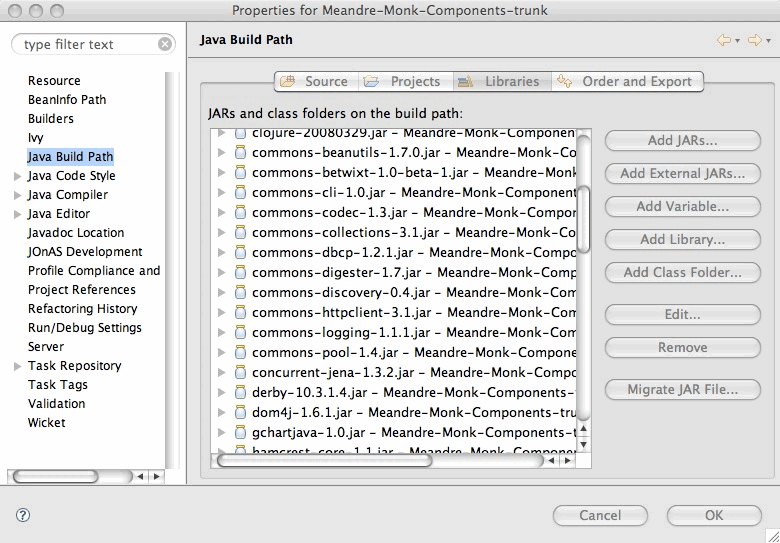 Properties for Meandre-Monk-Components-trunk
type filter text
Resource
BeanInfo Path
Builders
Ivy
Java Build Path
Java Code Style
Java Compiler
Java Editor
Javadoc Location
JOnAS Development
Profile Compliance and
Project References
Refactoring History
Run/Debug Settings
Server
Task Repository
Task Tags
Validation
Wicket
Java Build Path
Source
Projects
Libraries
Order and Export
JARs and class folders on the build path:
clojure-20080329.jar - Meandre-Monk-Componen
commons-beanutils-1.7.0.jar - Meandre-Monk-Co
commons-betwixt-1.0-beta-1.jar - Meandre-Mon
commons-cli-1.0.jar - Meandre-Monk-Component
commons-codec-1.3.jar - Meandre-Monk-Compor
commons-collections-3.1.jar - Meandre-Monk-Co
commons-dbcp-1.2.1.jar - Meandre-Monk-Comp
commons-digester-1.7.jar - Meandre-Monk-Com
commons-discovery-0.4.jar - Meandre-Monk-Con
commons-httpclient-3.1.jar - Meandre-Monk-Con
commons-logging-1.1.1.jar - Meandre-Monk-Con
commons-pool-1.4.jar - Meandre-Monk-Compone
concurrent-jena-1.3.2.jar - Meandre-Monk-Com
derby-10.3.1.4.jar - Meandre-Monk-Components-
dom4j-1.6.1.jar - Meandre-Monk-Components-tru
gchartjava-1.0.jar - Meandre-Monk-Components-t
hamcrest-core-1.1.jar - Meandre-Monk-Componen
Add JARs...
Add External JARs...
Add Variable...
Add Library...
Add Class Folder...
Edit...
Remove
Migrate JAR File...
?
Cancel
OK